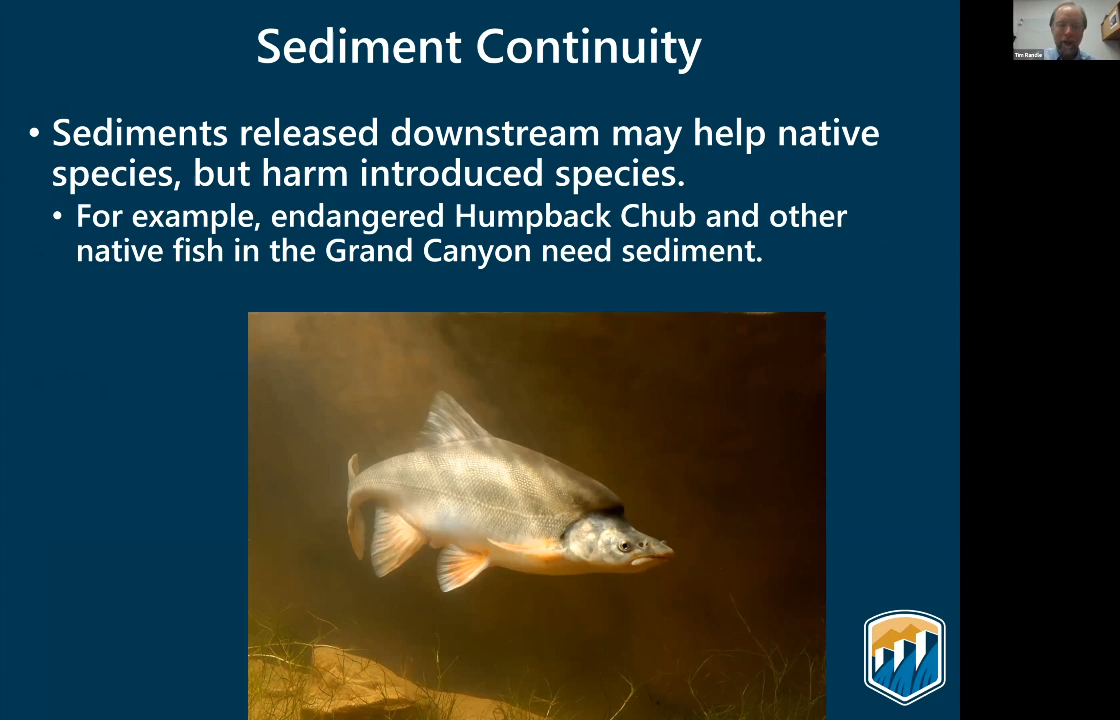 Sediment Continuity
• Sediments released downstream may help native
species, but harm introduced species.
• For example, endangered Humpback Chub and other
native fish in the Grand Canyon need sediment.
Tim Randle